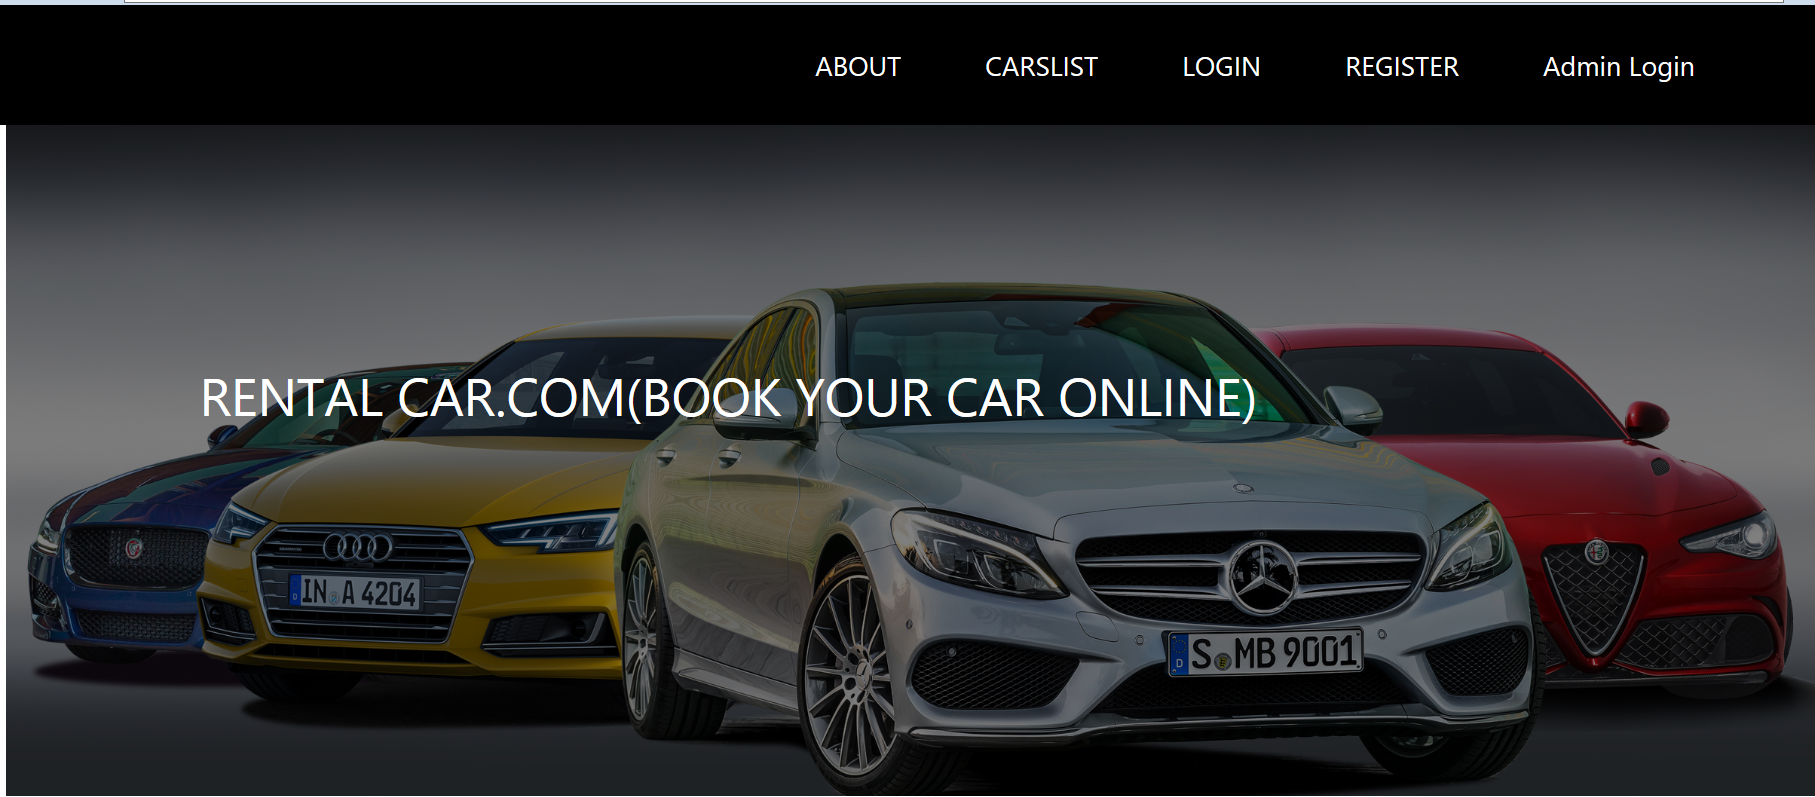 ABOUT CARSLIST LOGIN REGISTER Admin Login
RENTAL CAR.COM(BOOK YOUR CAR ONLINE)
IN A 4204
S MB 9001